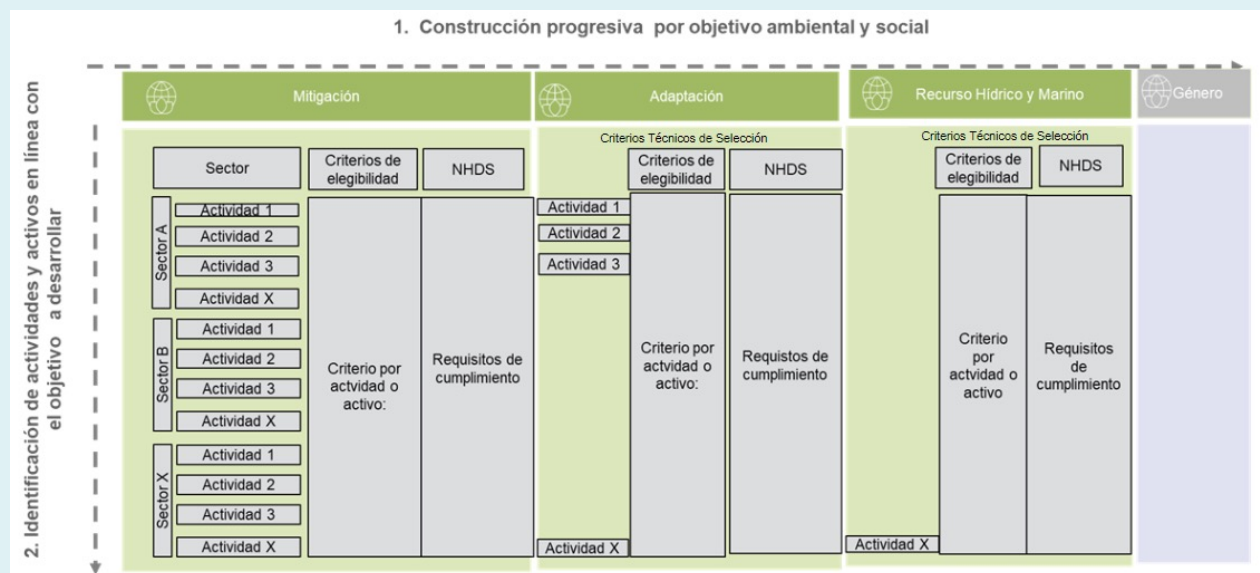 1. Construcción progresiva por objetivo ambiental y social
2. Identificación de actividades y activos en línea con
el objetivo a desarrollar
Mitigación
Sector
Criterios de
elegibilidad
NHDS
Sector A
Actividad 1
Actividad 2
Actividad 3
Actividad X
Sector B
Actividad 1
Actividad 2
Actividad 3
Actividad X
Sector X
Actividad 1
Actividad 2
Actividad 3
Actividad X
Criterio por
actvidad o
activo:
Requisitos de
cumplimiento
Adaptación
Criterios Técnicos de Selección
Criterios de
elegibilidad
NHDS
Actividad 1
Actividad 2
Actividad 3
Actividad X
Criterio por
actvidad o
activo:
Requistos de
cumplimiento
Recurso Hídrico y Marino
Criterios Técnicos de Selección
Criterios de
elegibilidad
NHDS
Actividad X
Criterio
por
actvidad o
activo
Requisitos
de
cumplimiento
Género